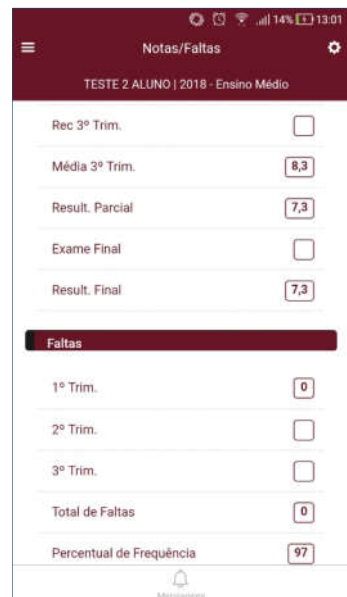 14% 13:01
Notas/Faltas
TESTE 2 ALUNO | 2018 - Ensino Médio
Rec 3º Trim.
Média 3º Trim. 8,3
Result. Parcial 7,3
Exame Final
Result. Final 7,3
Faltas
1º Trim. 0
2º Trim.
3º Trim.
Total de Faltas 0
Percentual de Frequência 97